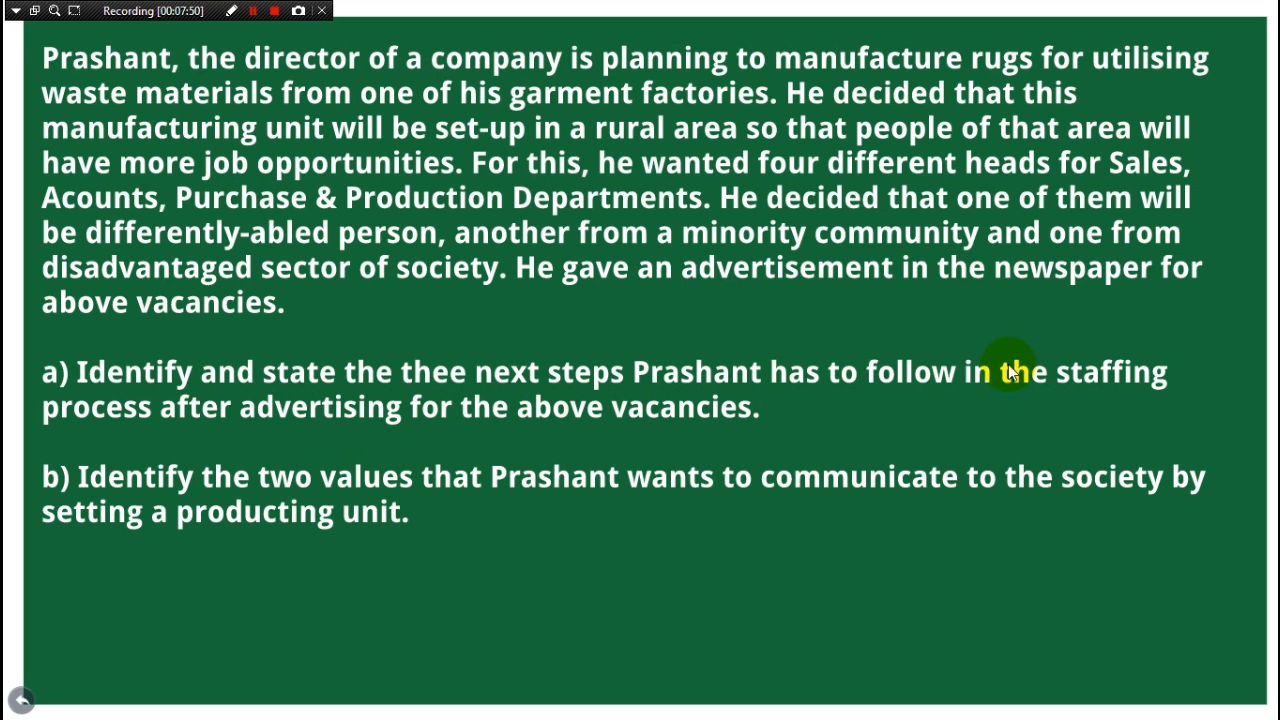 Recording [00:07:50]
Prashant, the director of a company is planning to manufacture rugs for utilising
waste materials from one of his garment factories. He decided that this
manufacturing unit will be set-up in a rural area so that people of that area will
have more job opportunities. For this, he wanted four different heads for Sales,
Acounts, Purchase & Production Departments. He decided that one of them will
be differently-abled person, another from a minority community and one from
disadvantaged sector of society. He gave an advertisement in the newspaper for
above vacancies.
a) Identify and state the thee next steps Prashant has to follow in the staffing
process after advertising for the above vacancies.
b) Identify the two values that Prashant wants to communicate to the society by
setting a producting unit.